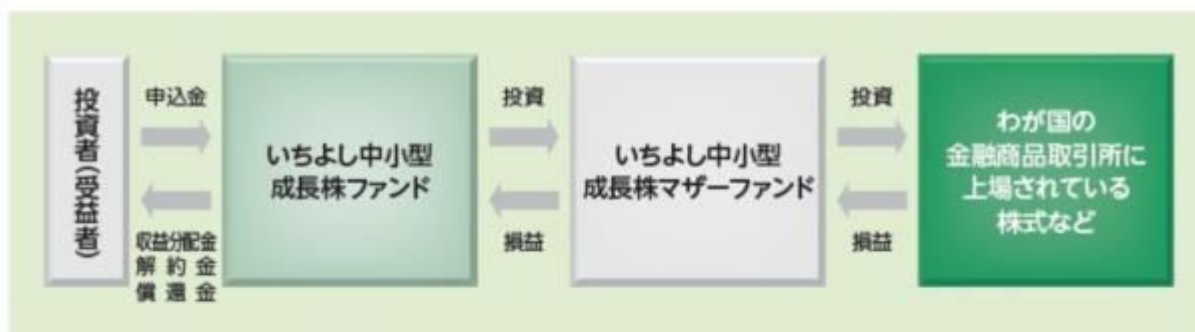 投資者(受益者)
申込金
収益分配金
解約金
償還金
いちよし中小型
成長株ファンド
投資
損益
いちよし中小型
成長株マザーファンド
投資
損益
わが国の
金融商品取引所に
上場されている
株式など